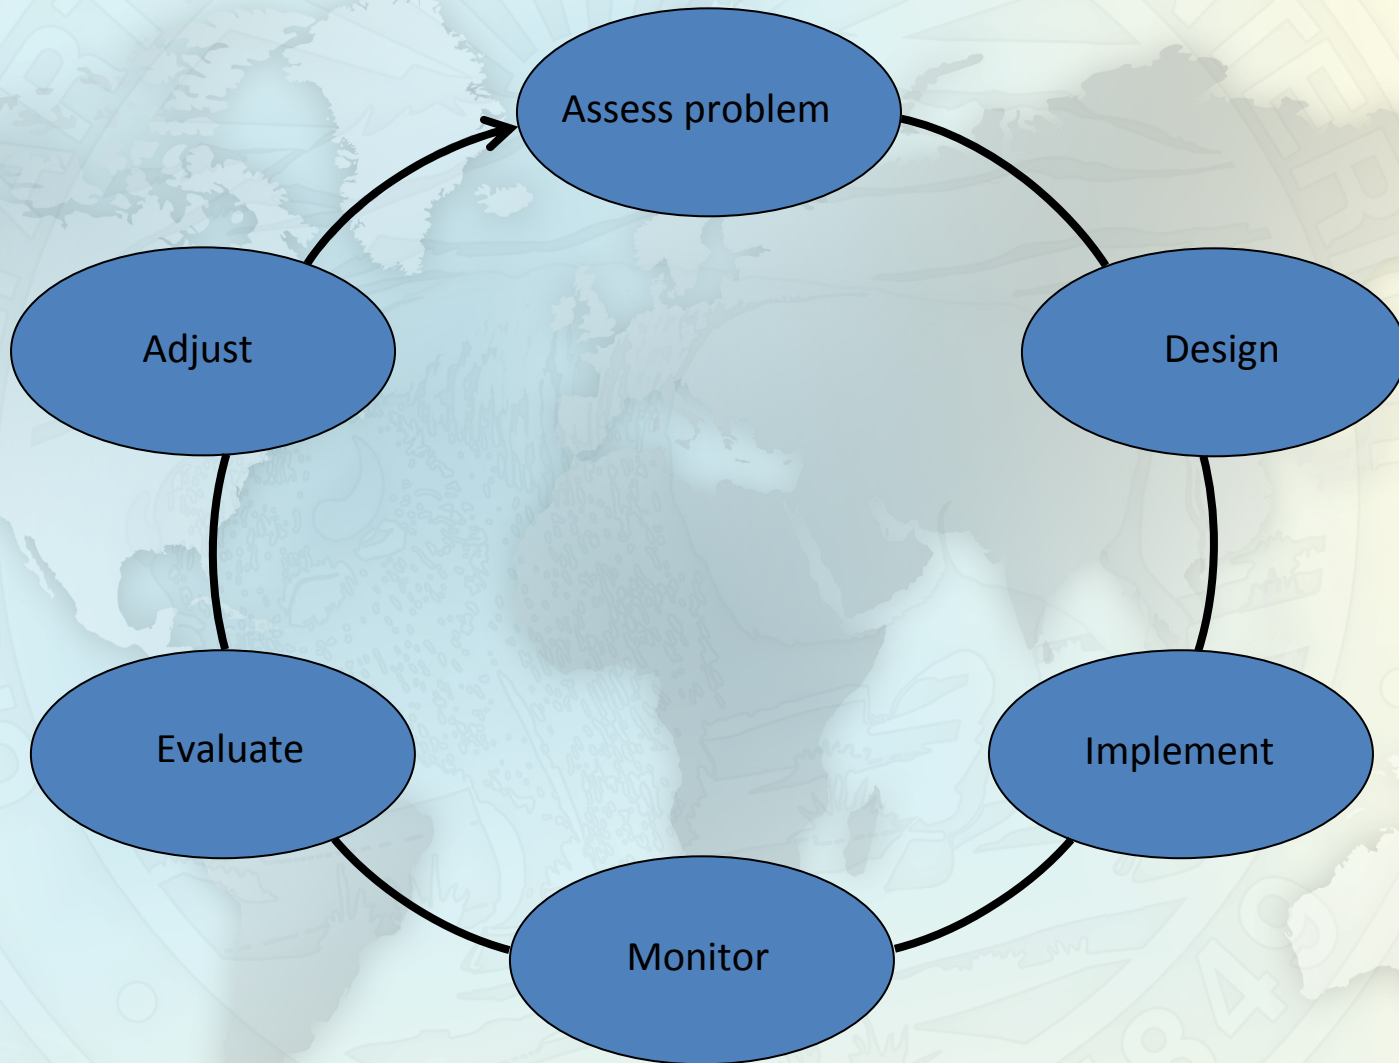 Assess problem
Design
Implement
Monitor
Evaluate
Adjust